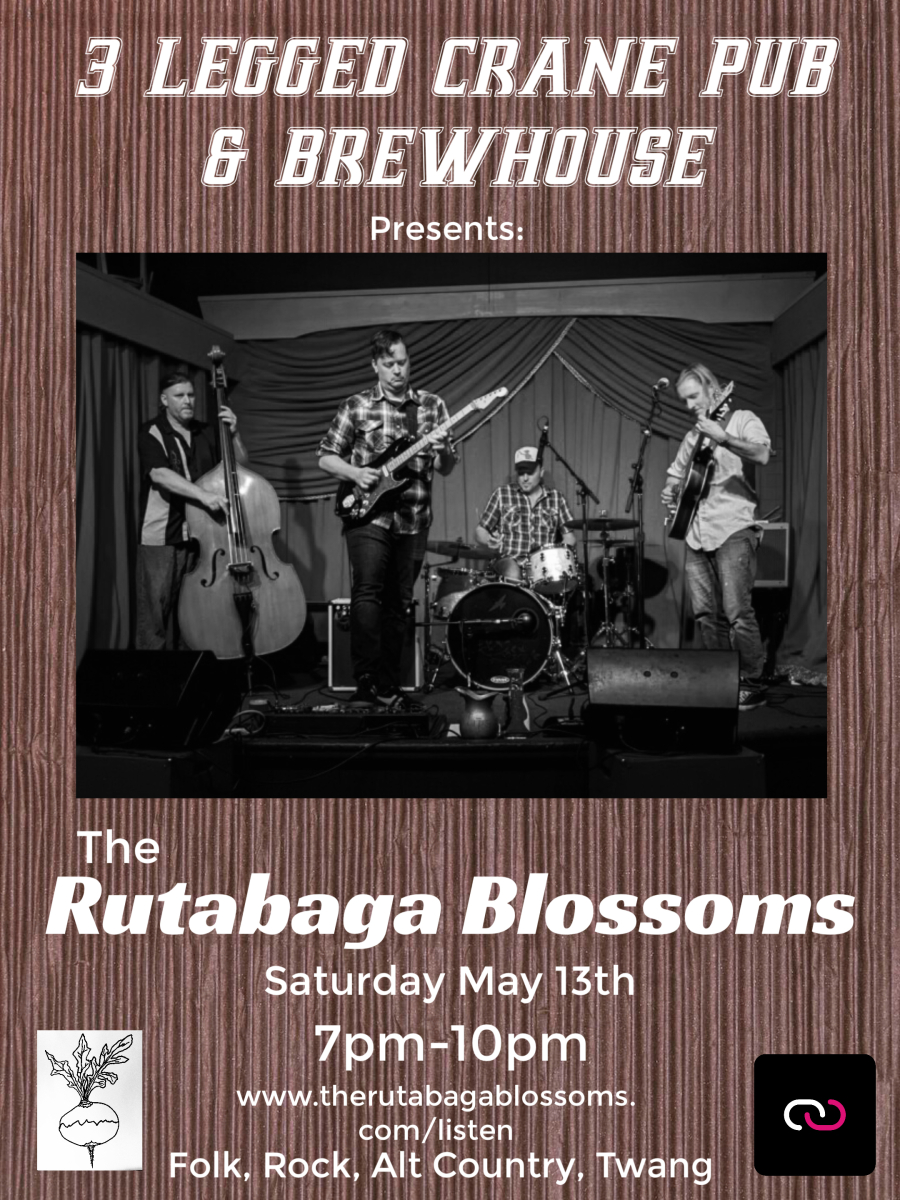 3 LEGGED CRANE PUB
& BREWHOUSE
Presents:
The
Rutabaga Blossoms
Saturday May 13th
7pm-10pm
www.therutabagablossoms.
com/listen
Folk, Rock, Alt Country, Twang